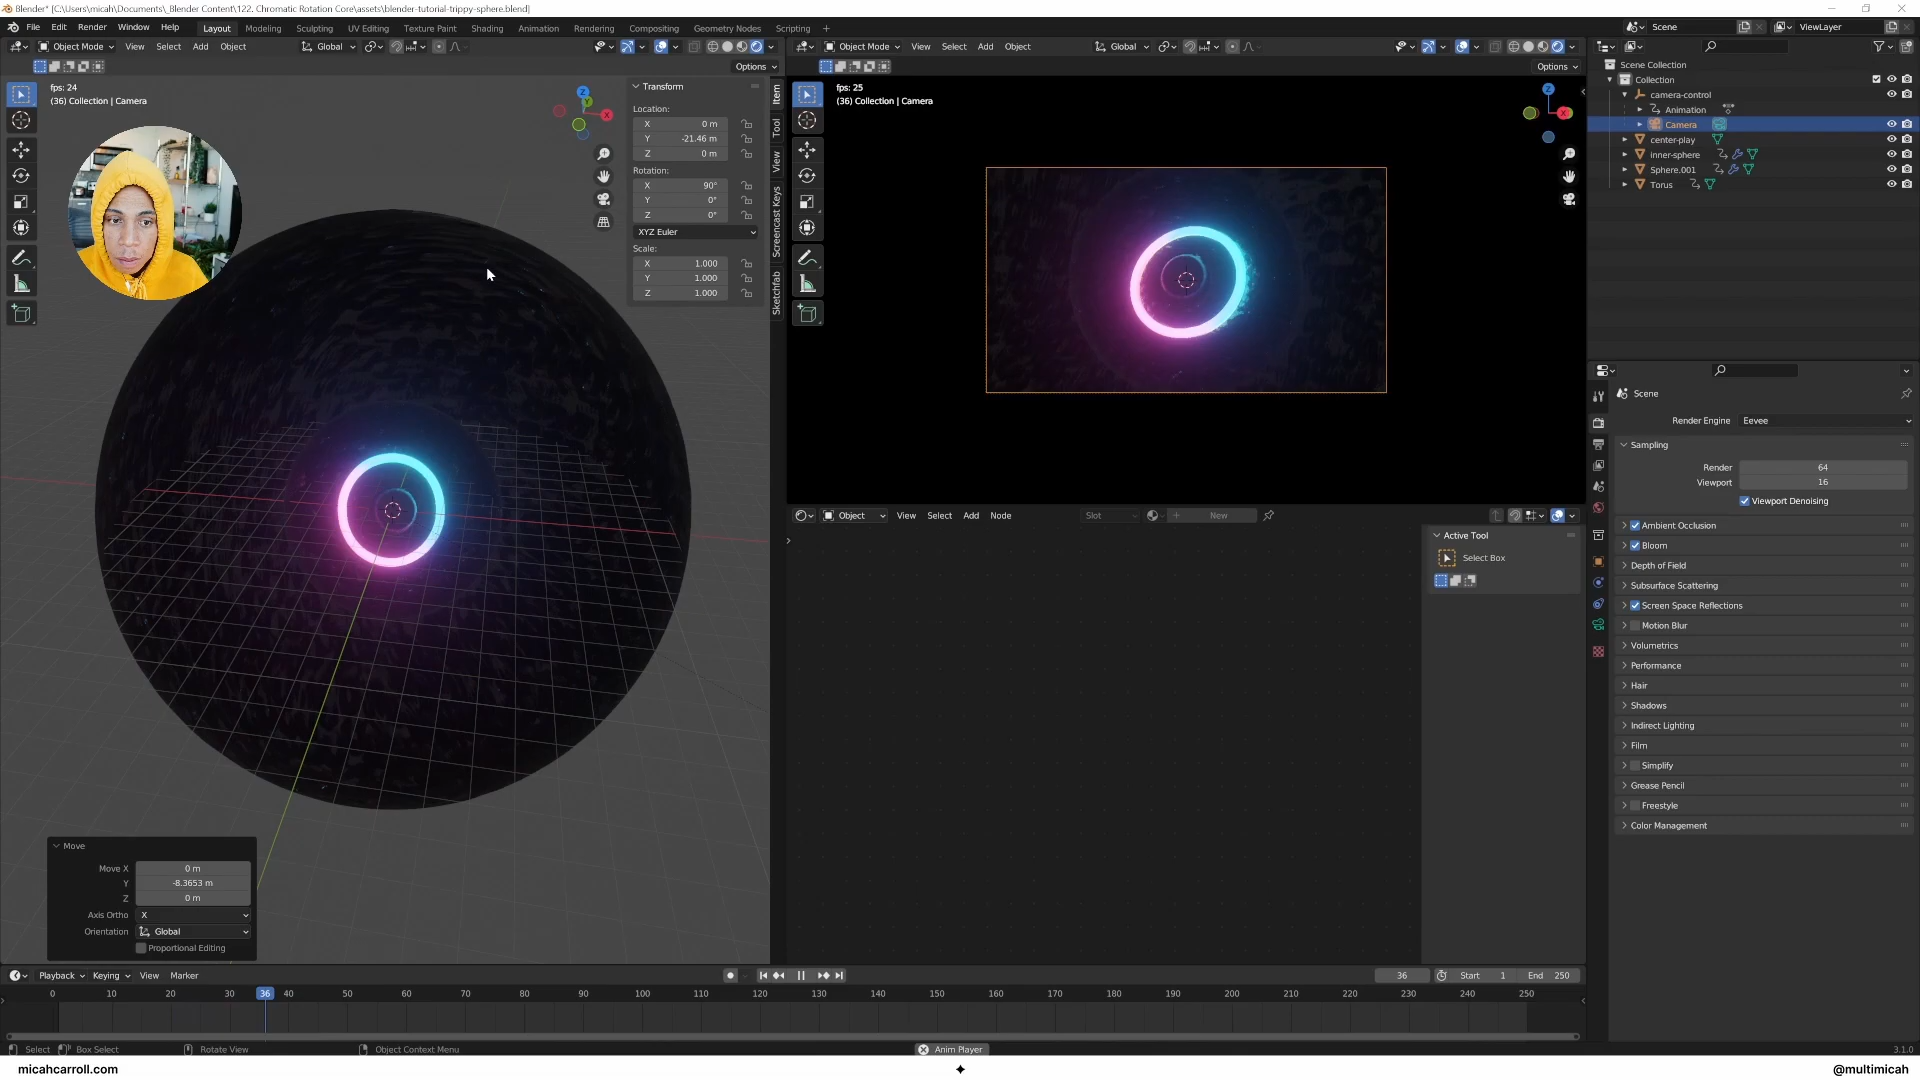 Blender* [C:\Users\micah\Documents\_Blender Content\122. Chromatic Rotation Core\assets\blender-tutorial-trippy-sphere.blend]
File Edit Render Window Help Layout Modeling Sculpting UV Editing Texture Paint Shading Animation Rendering Compositing Geometry Nodes Scripting + Scene ViewLayer
Object Mode View Select Add Object Global
Options
Object Mode View Select Add Object Global
Options
fps: 24
(36) Collection | Camera
Transform
Location:
X 0 m
Y -21.46 m
Z 0 m
Rotation:
X 90°
Y 0°
Z 0°
XYZ Euler
Scale:
X 1.000
Y 1.000
Z 1.000
Item
Tool
View
Screencast Keys
Sketchfab
Z
X
fps: 25
(36) Collection | Camera
Z
X
Scene Collection
Collection
camera-control
Animation
Camera
center-play
inner-sphere
Sphere.001
Torus
Scene
Render Engine Eevee
Sampling
Render 64
Viewport 16
Viewport Denoising
Ambient Occlusion
Bloom
Depth of Field
Subsurface Scattering
Screen Space Reflections
Motion Blur
Volumetrics
Performance
Hair
Shadows
Indirect Lighting
Film
Simplify
Grease Pencil
Freestyle
Color Management
Object View Select Add Node Slot New
Active Tool
Select Box
Move
Move X 0 m
Y -8.3653 m
Z 0 m
Axis Ortho X
Orientation Global
Proportional Editing
Playback Keying View Marker 36 Start 1 End 250
0 10 20 30 36 40 50 60 70 80 90 100 110 120 130 140 150 160 170 180 190 200 210 220 230 240 250
Select Box Select Rotate View Object Context Menu Anim Player 3.1.0
micahcarroll.com @multimicah